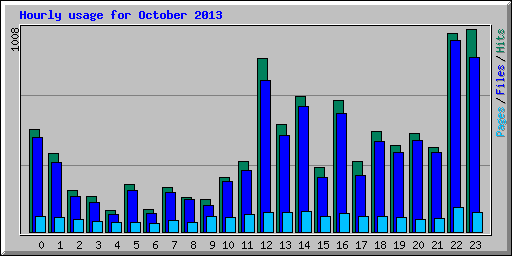 Hourly usage for October 2013
1008
Pages / Files / Hits
0 1 2 3 4 5 6 7 8 9 10 11 12 13 14 15 16 17 18 19 20 21 22 23